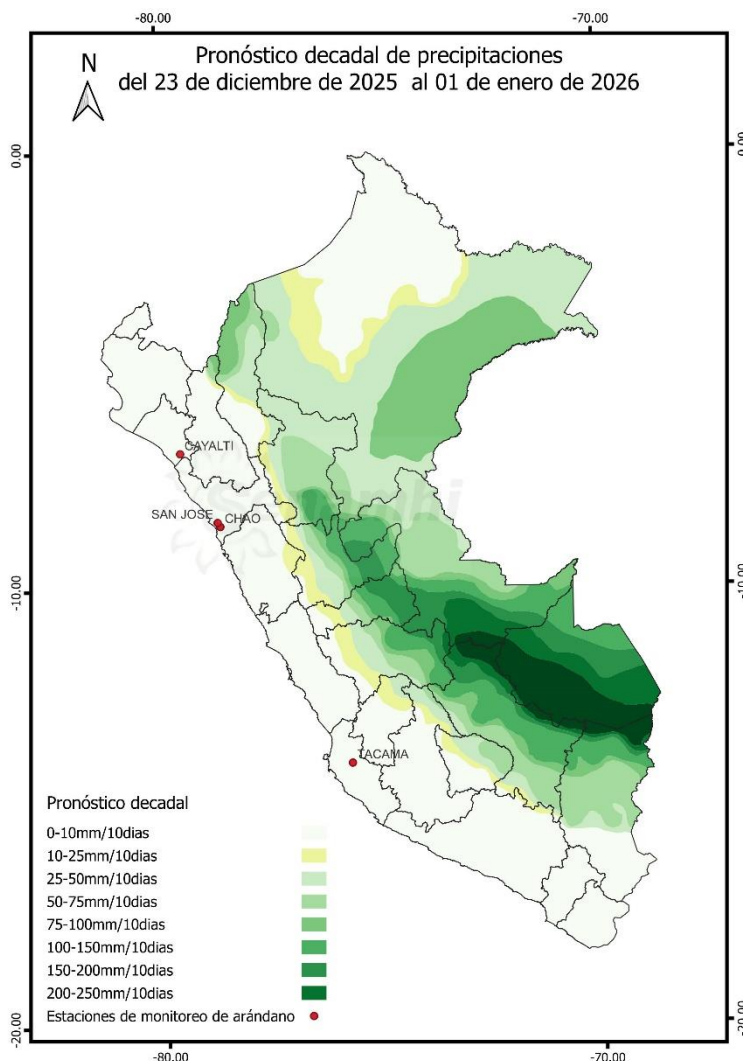 -80.00
-70.00
Pronóstico decadal de precipitaciones
del 23 de diciembre de 2025 al 01 de enero de 2026
N
0.00
0.00
CAYALTI
Senamhi
SAN JOSE
CHAO
-10.00
-10.00
TACAMA
Pronóstico decadal
0-10mm/10dias
10-25mm/10dias
25-50mm/10dias
50-75mm/10dias
75-100mm/10dias
100-150mm/10dias
150-200mm/10dias
200-250mm/10dias
Estaciones de monitoreo de arándano
-20.00
-20.00
-80.00
-70.00